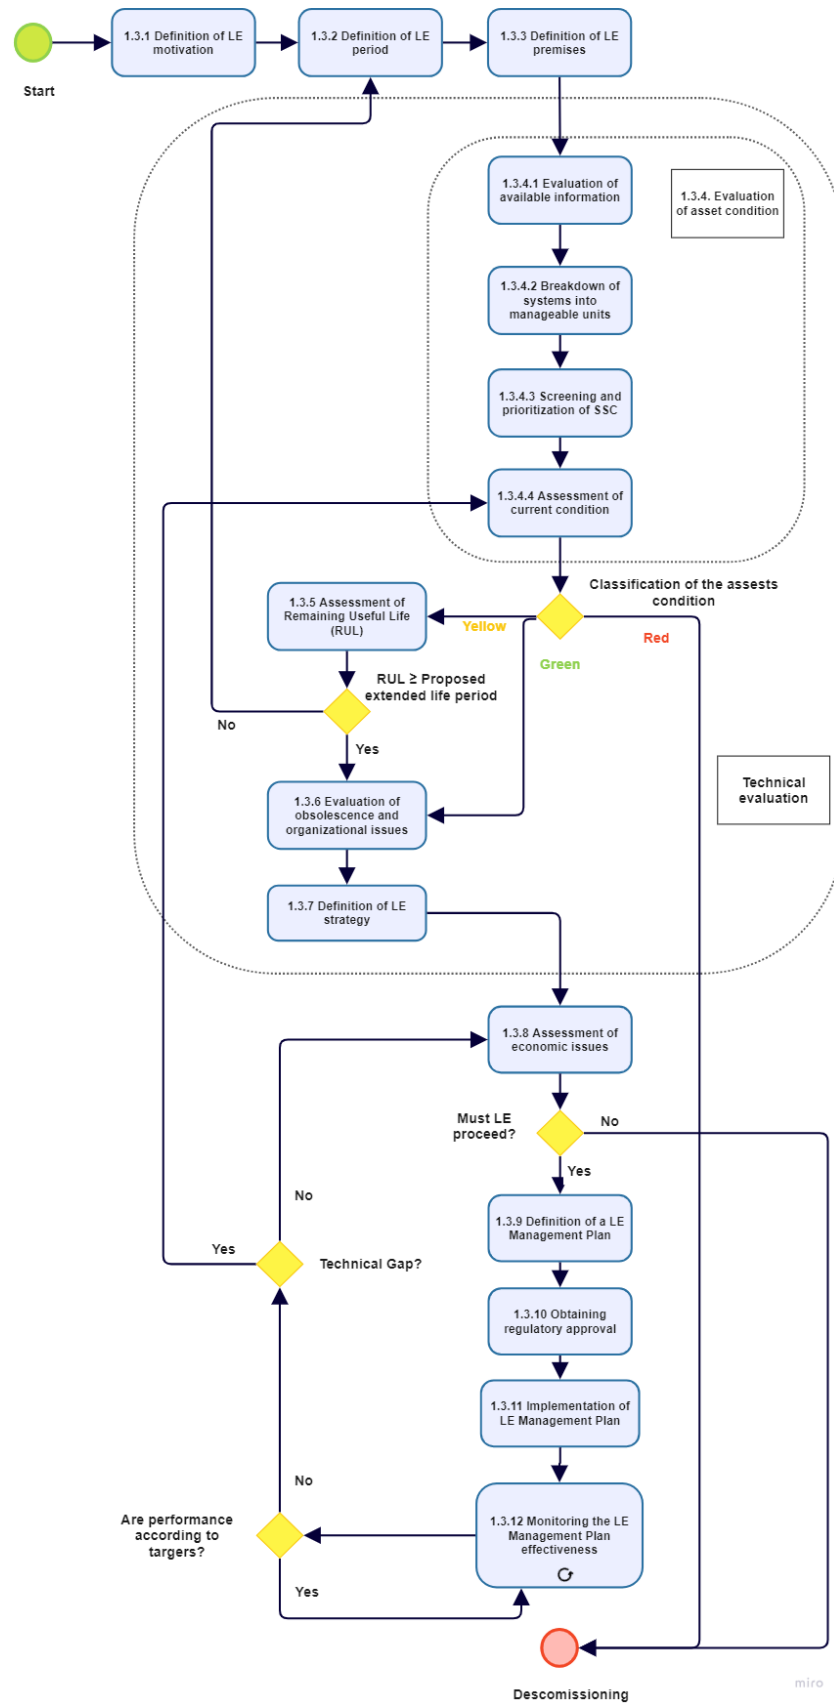 1.3.1 Definition of LE
motivation
1.3.2 Definition of LE
period
1.3.3 Definition of LE
premises
Start
1.3.4.1 Evaluation of
available information
1.3.4. Evaluation
of asset condition
1.3.4.2 Breakdown of
systems into
manageable units
1.3.4.3 Screening and
prioritization of SSC
1.3.4.4 Assessment of
current condition
Classification of the assests
condition
1.3.5 Assessment of
Remaining Useful Life
(RUL)
Yellow
Red
Green
RUL ≥ Proposed
extended life period
No
Yes
1.3.6 Evaluation of
obsolescence and
organizational issues
Technical
evaluation
1.3.7 Definition of LE
strategy
1.3.8 Assessment of
economic issues
Must LE
proceed?
No
Yes
No
1.3.9 Definition of a LE
Management Plan
Yes
Technical Gap?
1.3.10 Obtaining
regulatory approval
1.3.11 Implementation of
LE Management Plan
No
Are performance
according to
targers?
1.3.12 Monitoring the LE
Management Plan
effectiveness
Yes
Descomissioning
miro